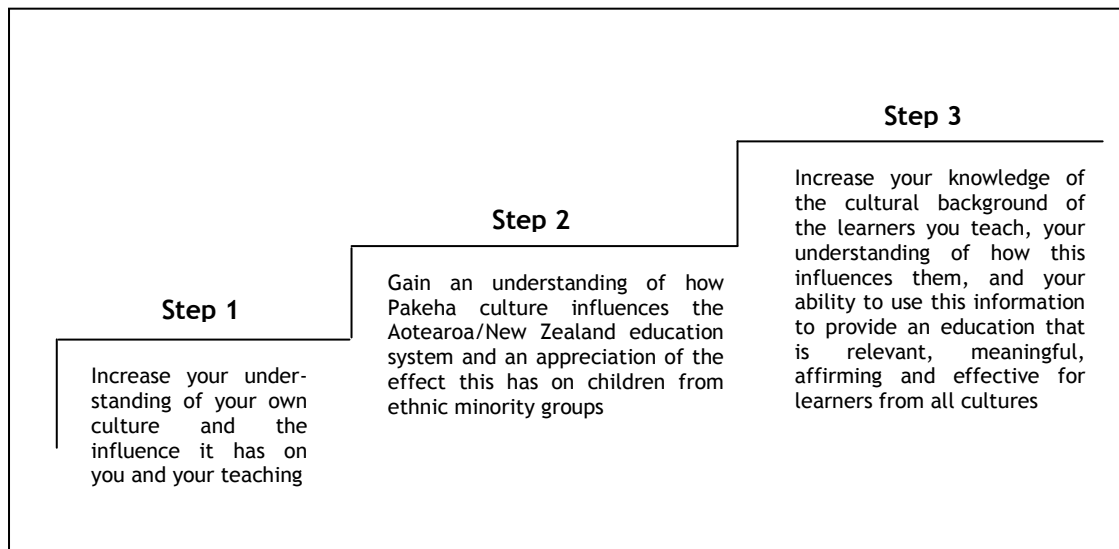 Step 1
Increase your under-
standing of your own
culture and the
influence it has on
you and your teaching
Step 2
Gain an understanding of how
Pakeha culture influences the
Aotearoa/New Zealand education
system and an appreciation of the
effect this has on children from
ethnic minority groups
Step 3
Increase your knowledge of
the cultural background of
the learners you teach, your
understanding of how this
influences them, and your
ability to use this information
to provide an education that
is relevant, meaningful,
affirming and effective for
learners from all cultures